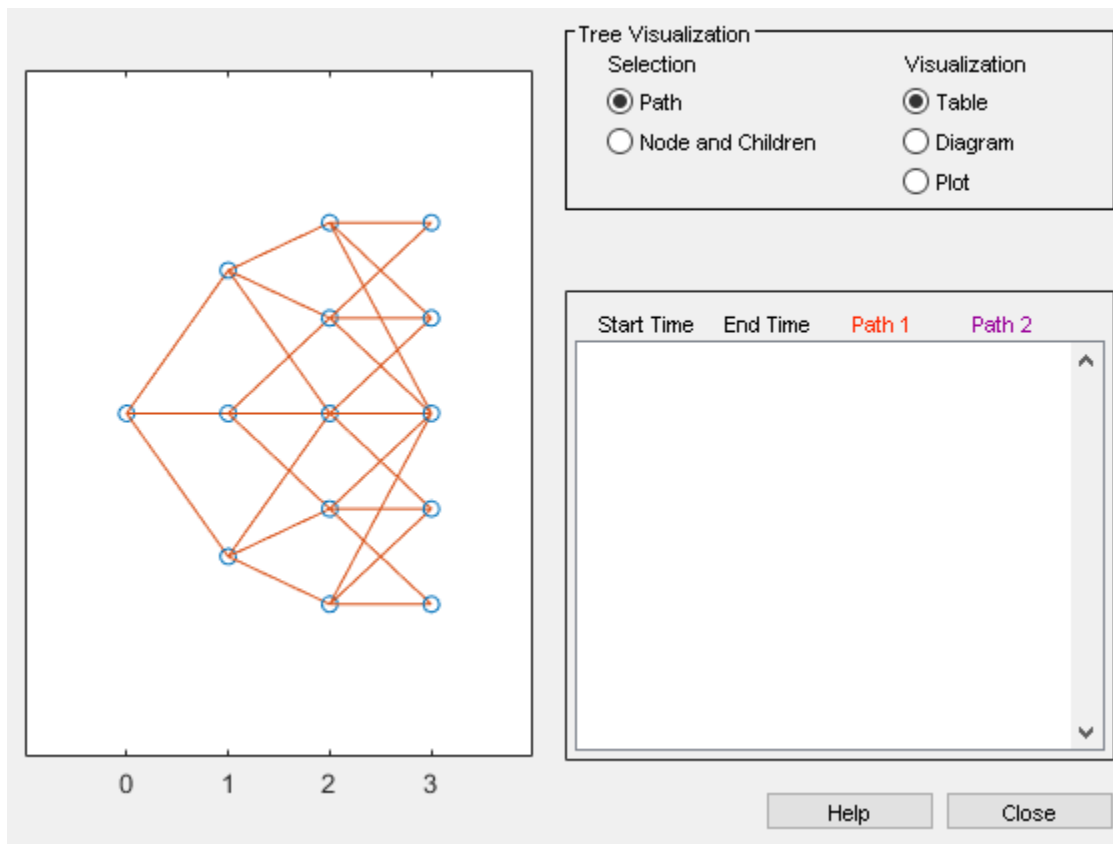 Tree Visualization
Selection
Visualization
Path
Table
Node and Children
Diagram
Plot
Start Time End Time Path 1 Path 2
0 1 2 3
Help Close